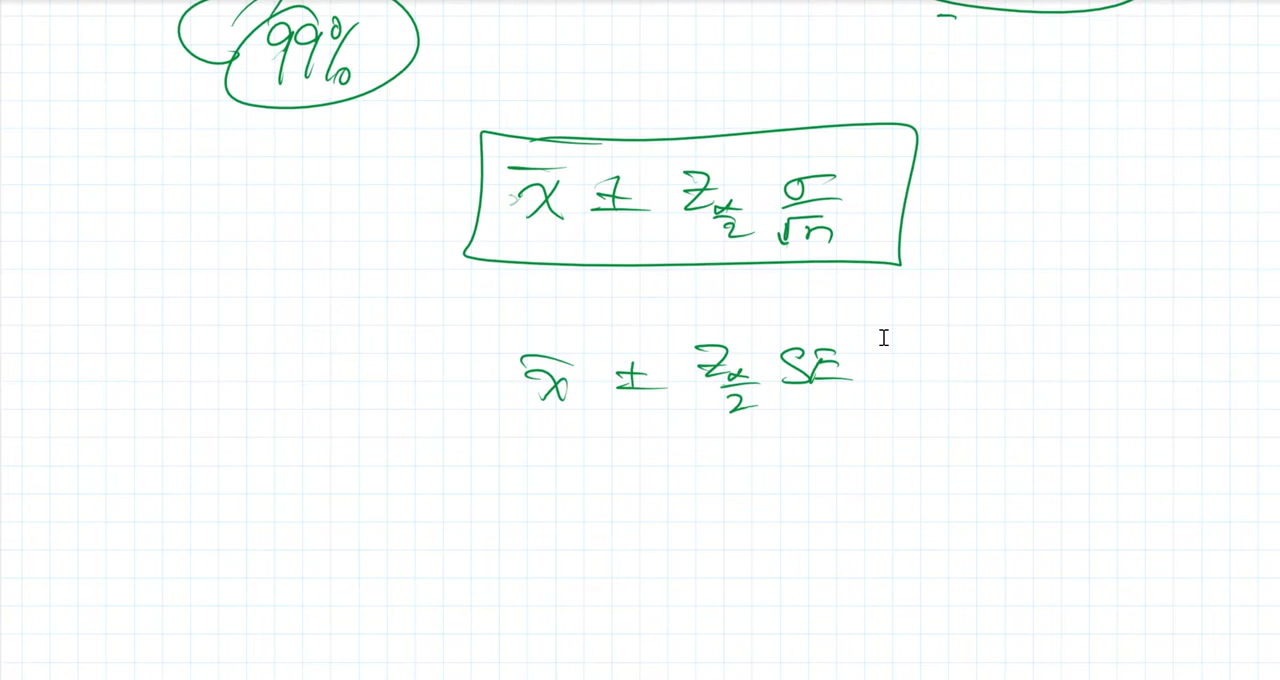 99%
x̄ ± z_{α/2} σ/√n
x̄ ± z_{α/2} SE